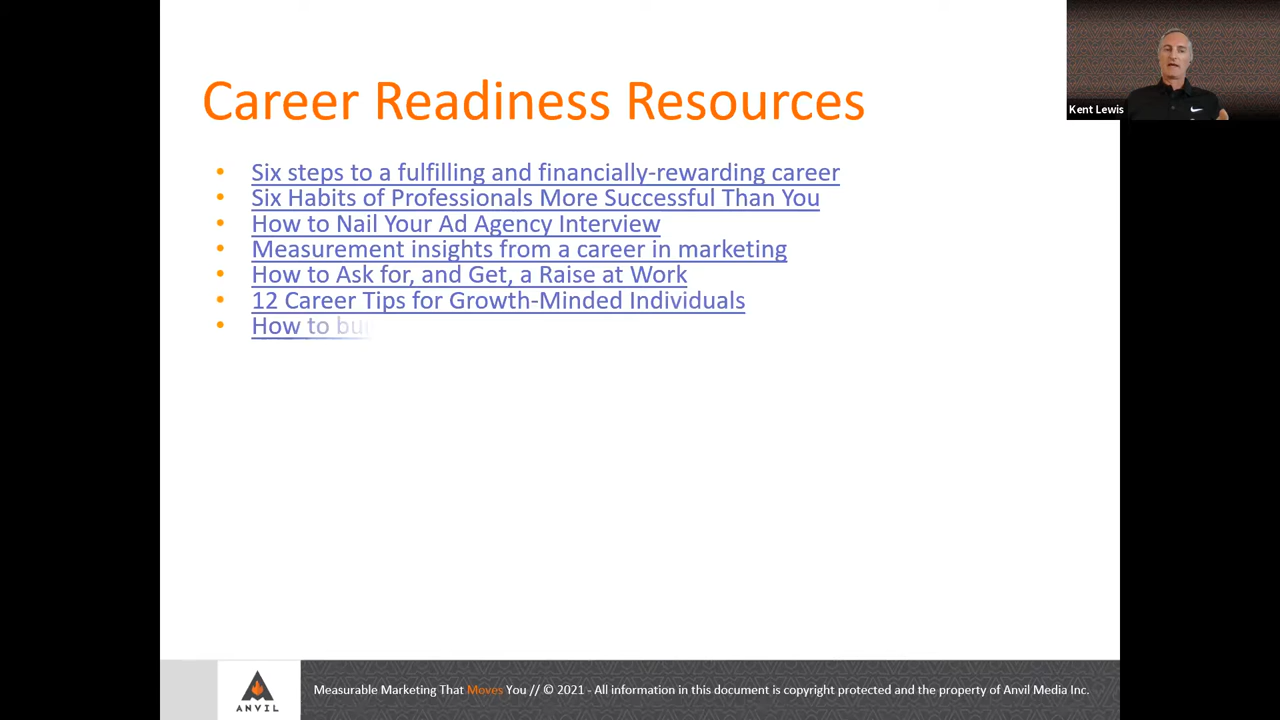 Career Readiness Resources
Kent Lewis
• Six steps to a fulfilling and financially-rewarding career
• Six Habits of Professionals More Successful Than You
• How to Nail Your Ad Agency Interview
• Measurement insights from a career in marketing
• How to Ask for, and Get, a Raise at Work
• 12 Career Tips for Growth-Minded Individuals
• How to
ANVIL
Measurable Marketing That Moves You // © 2021 - All information in this document is copyright protected and the property of Anvil Media Inc.